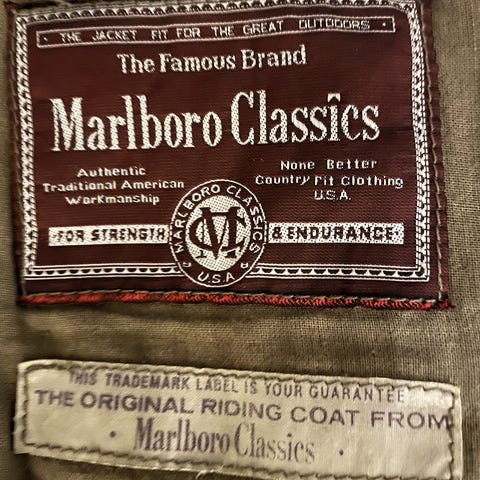 • THE JACKET FIT FOR THE GREAT OUTDOORS •
The Famous Brand
Marlboro Classics
Authentic
Traditional American
Workmanship
None Better
Country Fit Clothing
U.S.A.
FOR STRENGTH
& ENDURANCE
MARLBORO CLASSICS
MC
U.S.A
THIS TRADEMARK LABEL IS YOUR GUARANTEE
THE ORIGINAL RIDING COAT FROM
• Marlboro Classics •